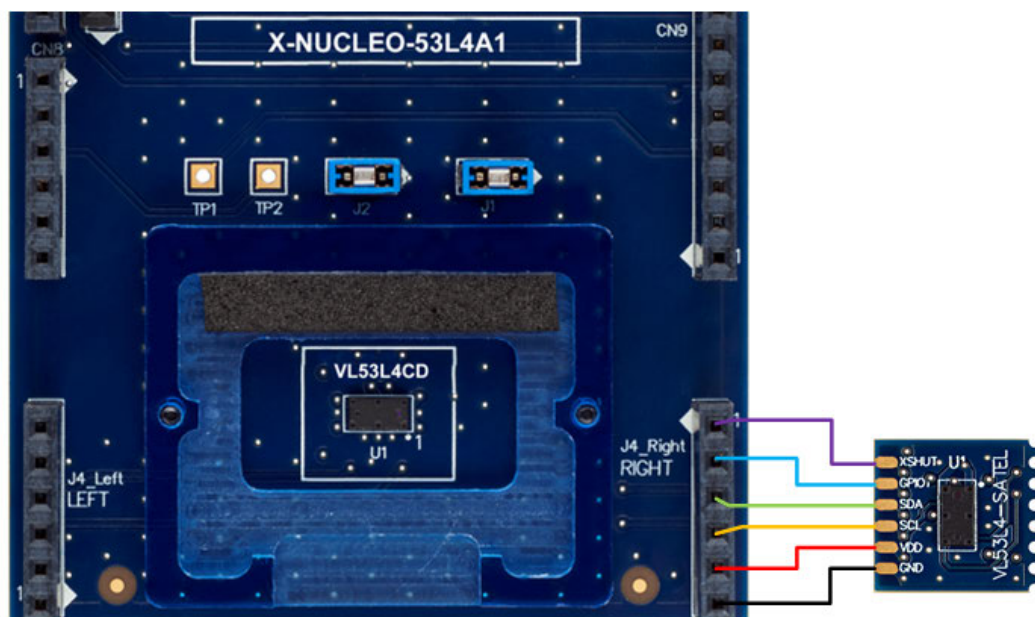 X-NUCLEO-53L4A1
CN8
CN9
1
TP1
TP2
J2
J1
1
VL53L4CD
1
U1
1
J4_Left
LEFT
J4_Right
RIGHT
1
XSHUT
U1
GPIO1
SDA
SCL
VDD
GND
VL53L4-SATEL